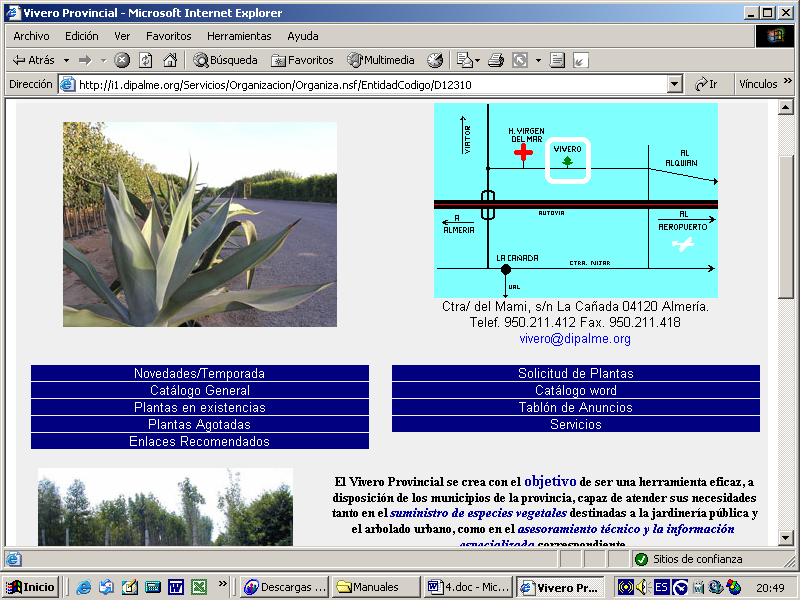 Vivero Provincial - Microsoft Internet Explorer
Archivo Edición Ver Favoritos Herramientas Ayuda
Atrás Búsqueda Favoritos Multimedia
Dirección http://i1.dipalme.org/Servicios/Organizacion/Organiza.nsf/EntidadCodigo/D12310 Ir Vínculos »
VIATOR
H. VIRGEN
DEL MAR
VIVERO
AL
ALQUIAN
AUTOVIA
A
ALMERIA
AL
AEROPUERTO
LA CAÑADA
CTRA. NIJAR
UAL
Ctra/ del Mami, s/n La Cañada 04120 Almería.
Telef. 950.211.412 Fax. 950.211.418
vivero@dipalme.org
Novedades/Temporada
Catálogo General
Plantas en existencias
Plantas Agotadas
Enlaces Recomendados
Solicitud de Plantas
Catálogo word
Tablón de Anuncios
Servicios
El Vivero Provincial se crea con el objetivo de ser una herramienta eficaz, a
disposición de los municipios de la provincia, capaz de atender sus necesidades
tanto en el suministro de especies vegetales destinadas a la jardinería pública y
el arbolado urbano, como en el asesoramiento técnico y la información
especializada correspondiente
Sitios de confianza
Inicio » Descargas ... Manuales 4.doc - Mic... Vivero Pr... ES 20:49